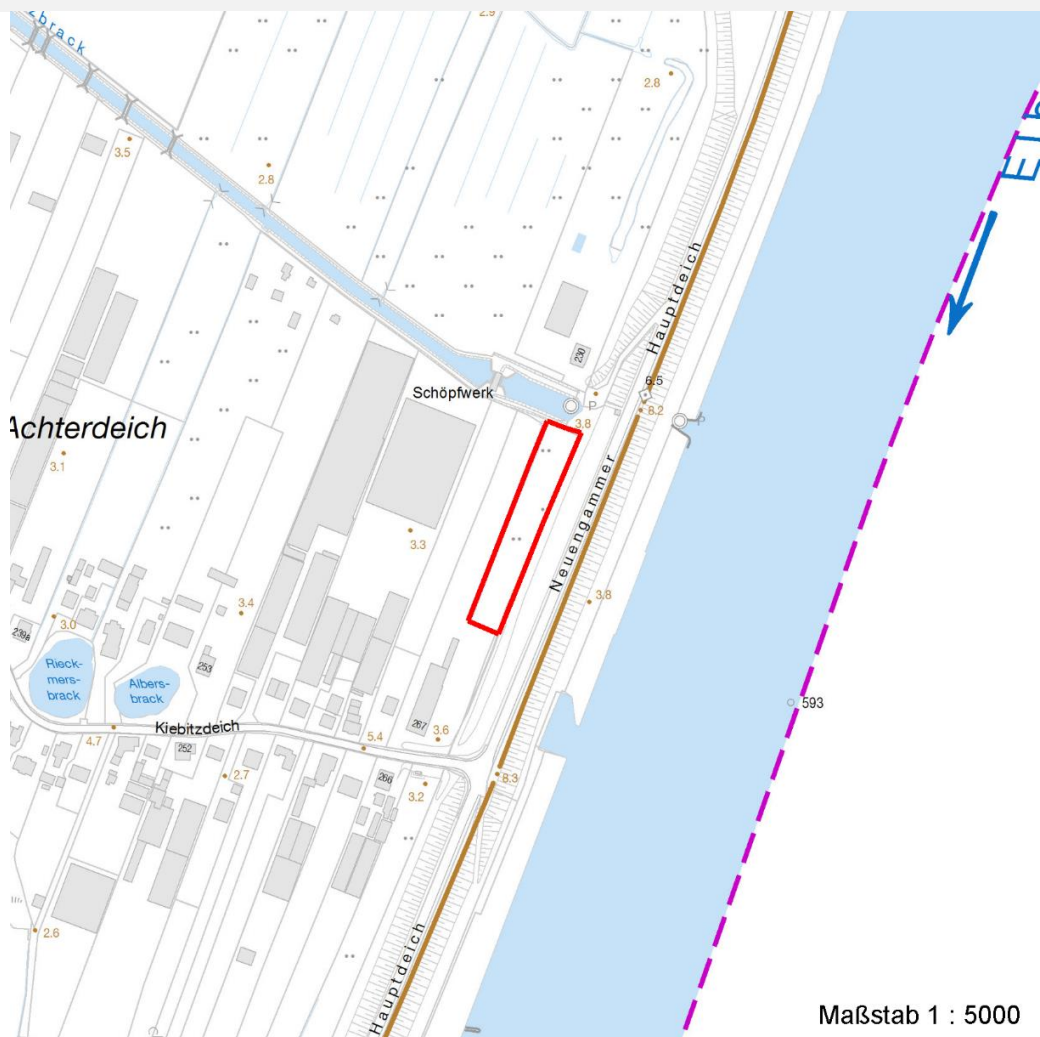 zbrack
2.9
2.8
Elb
3.5
2.8
Hauptdeich
230
6.5
Schöpfwerk
P
8.2
P
3.8
Achterdeich
3.1
3.3
Neuengammer
3.4
3.8
3.0
239a
Rieck-
mers-
brack
Albers-
brack
253
593
Kiebitzdeich
267
3.6
4.7
252
5.4
2.7
266
3.2
8.3
2.6
Hauptdeich
Maßstab 1 : 5000